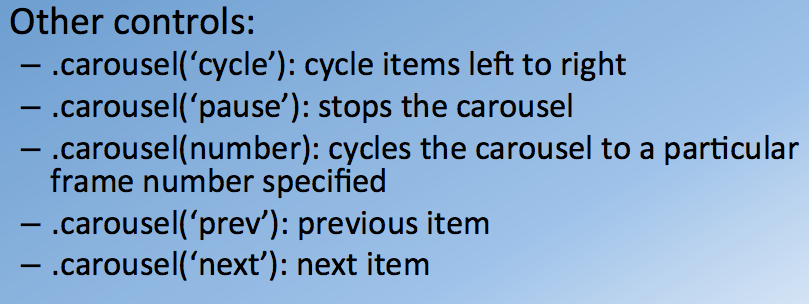 Other controls:
– .carousel(‘cycle’): cycle items left to right
– .carousel(‘pause’): stops the carousel
– .carousel(number): cycles the carousel to a particular
frame number specified
– .carousel(‘prev’): previous item
– .carousel(‘next’): next item